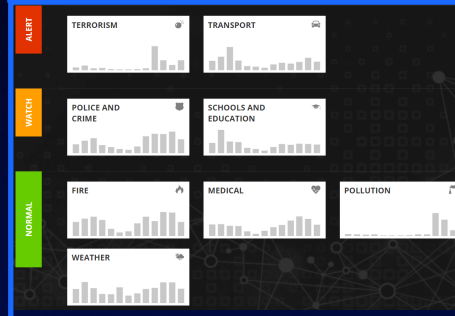 ALERT
TERRORISM
TRANSPORT
WATCH
POLICE AND
CRIME
SCHOOLS AND
EDUCATION
NORMAL
FIRE
MEDICAL
POLLUTION
WEATHER